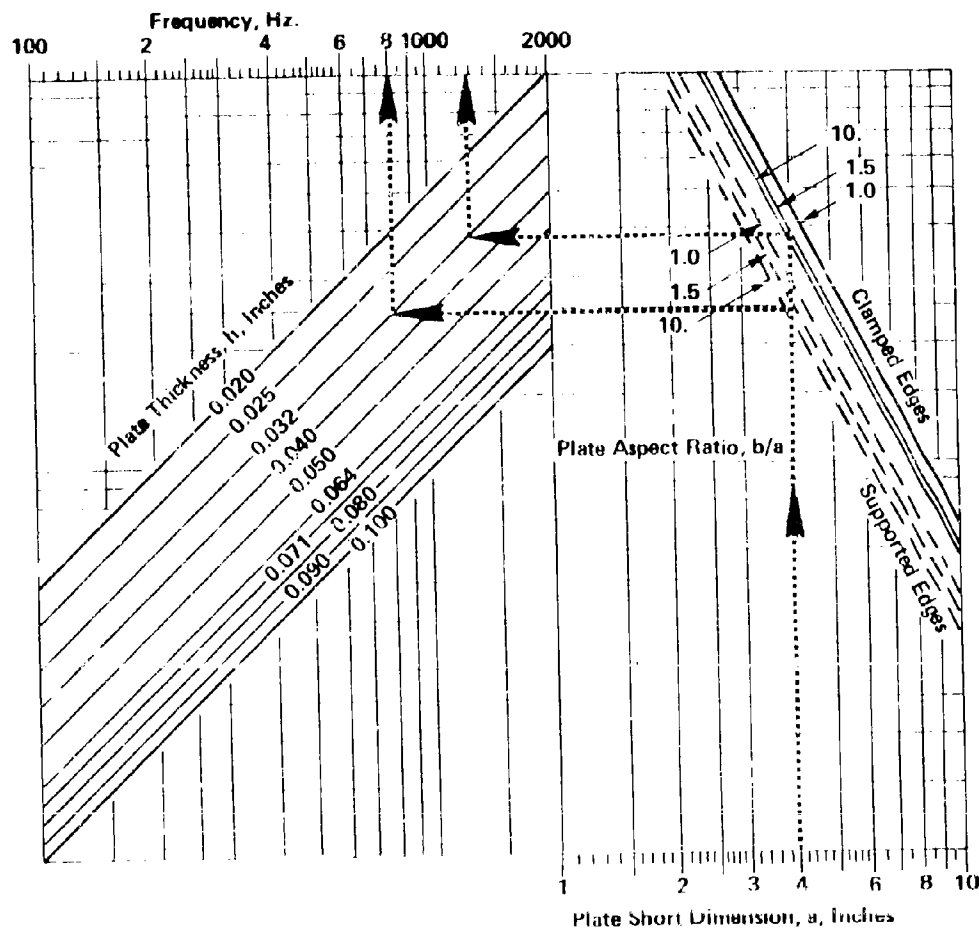 Frequency, Hz.
100 2 4 6 8 1000 2000
10.
1.5
1.0
1.0
1.5
10.
Clamped Edges
Supported Edges
Plate Aspect Ratio, b/a
Plate Thickness, h, Inches
0.020
0.025
0.032
0.040
0.050
0.064
0.071
0.080
0.090
0.100
1 2 3 4 6 8 10
Plate Short Dimension, a, Inches